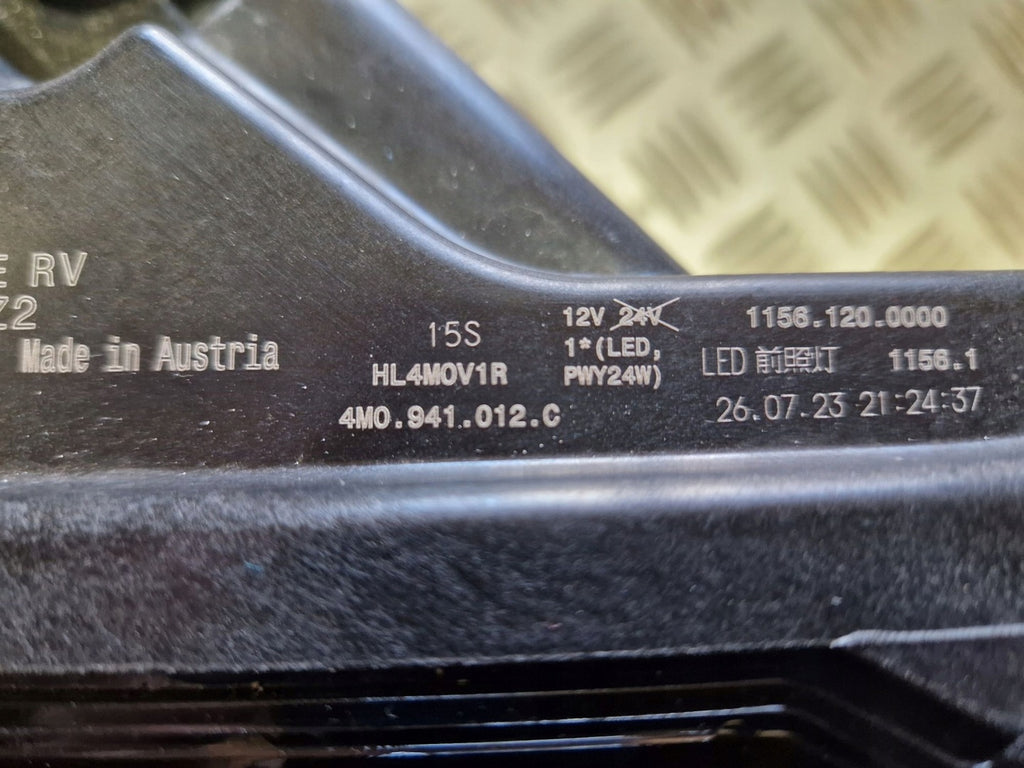 E RV
Z2
Made in Austria
15S
HL4MOV1R
4M0.941.012.C
12V 24V
1*(LED,
PWY24W)
1156.120.0000
LED 前照灯 1156.1
26.07.23 21:24:37